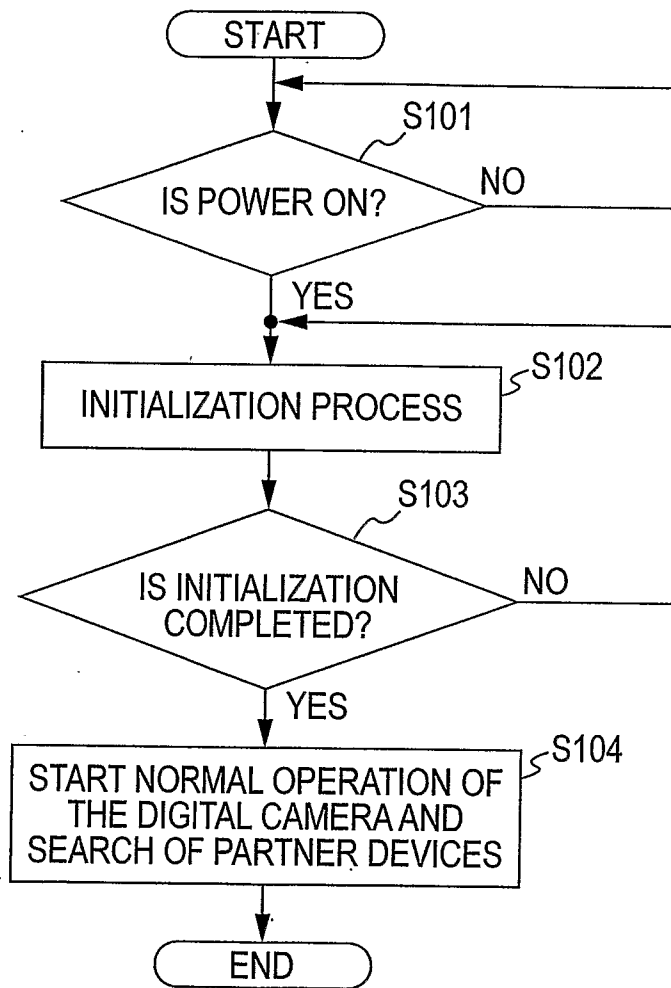 START
S101
IS POWER ON?
NO
YES
S102
INITIALIZATION PROCESS
S103
IS INITIALIZATION
COMPLETED?
NO
YES
S104
START NORMAL OPERATION OF
THE DIGITAL CAMERA AND
SEARCH OF PARTNER DEVICES
END